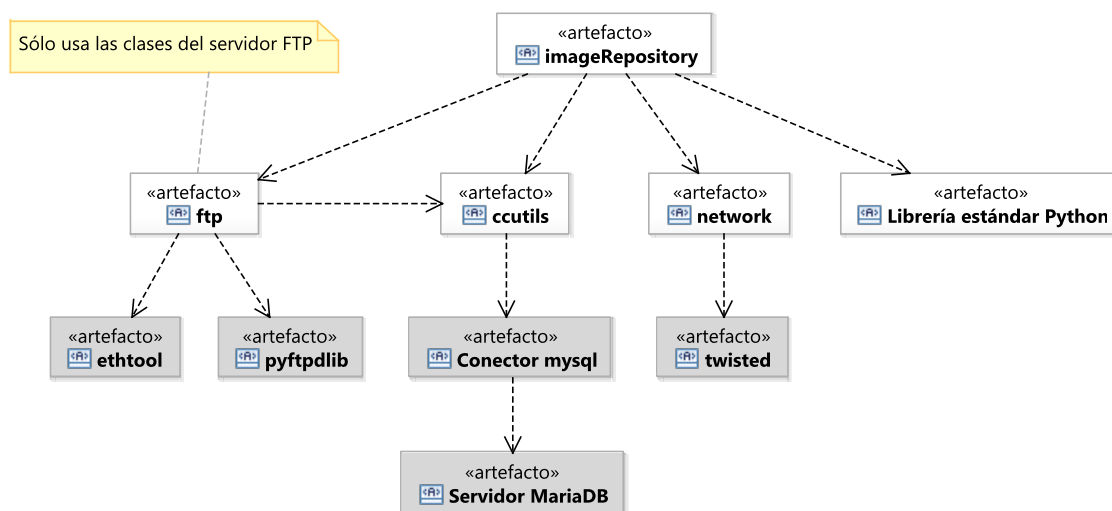 Sólo usa las clases del servidor FTP
«artefacto»
imageRepository
«artefacto»
ftp
«artefacto»
ccutils
«artefacto»
network
«artefacto»
Librería estándar Python
«artefacto»
ethtool
«artefacto»
pyftpdlib
«artefacto»
Conector mysql
«artefacto»
twisted
«artefacto»
Servidor MariaDB